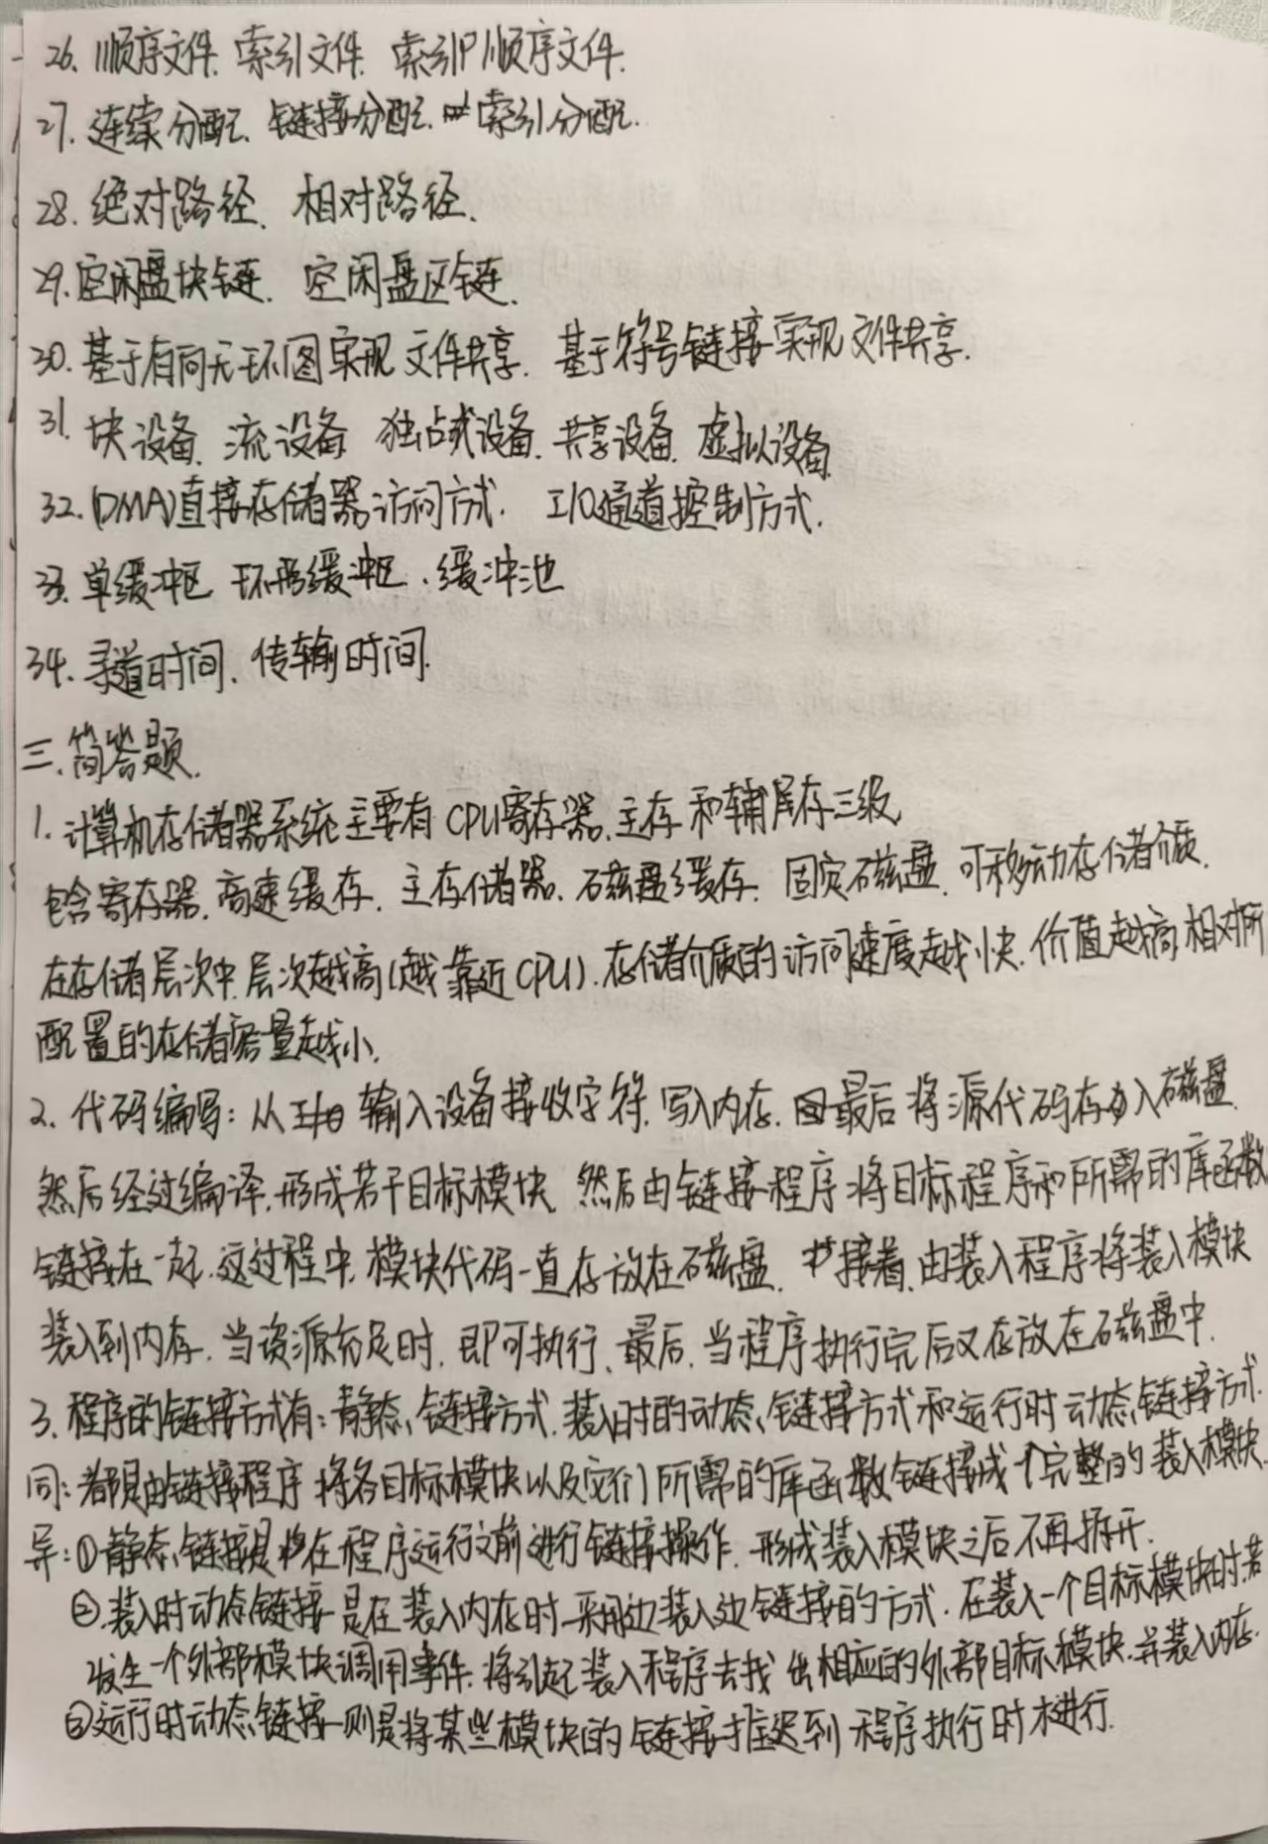 26. 顺序文件、索引文件、索引顺序文件.
27. 连续分配、链接分配、索引分配.
28. 绝对路径、相对路径.
29. 空闲盘块链、空闲盘区链.
30. 基于有向无环图实现文件共享、基于符号链接实现文件共享.
31. 块设备、流设备、独占式设备、共享设备、虚拟设备
32. (DMA)直接存储器访问方式、I/O通道控制方式.
33. 单缓冲区 环形缓冲区、缓冲池
34. 寻道时间、传输时间.
三、简答题.
1. 计算机存储器系统主要有CPU寄存器、主存和辅存三级,
包含寄存器、高速缓存、主存储器、磁盘缓存、固定磁盘、可移动存储介质.
在存储层次中,层次越高(越靠近CPU),存储介质的访问速度越快,价值越高,相对所
配置的存储容量越小.
2. 代码编写:从输入设备接收字符,写入内存,最后将源代码存入磁盘.
然后经过编译,形成若干目标模块,然后由链接程序将目标程序和所需的库函数
链接在一起,这过程中,模块代码一直存放在磁盘.接着,由装入程序将装入模块
装入到内存,当资源充足时,即可执行、最后,当程序执行完后又存放在磁盘中.
3. 程序的链接方式有:静态链接方式、装入时的动态链接方式和运行时动态链接方式.
同:都是由链接程序将各目标模块以及它们所需的库函数链接成个完整的装入模块.
异:①静态链接是在程序运行之前进行链接操作,形成装入模块之后不再拆开.
②装入时动态链接是在装入内存时,采用边装入边链接的方式.在装入一个目标模块时,若
发生一个外部模块调用事件,将引起装入程序去找出相应的外部目标模块,并装入内存.
③运行时动态链接则是将某些模块的链接推迟到程序执行时才进行.